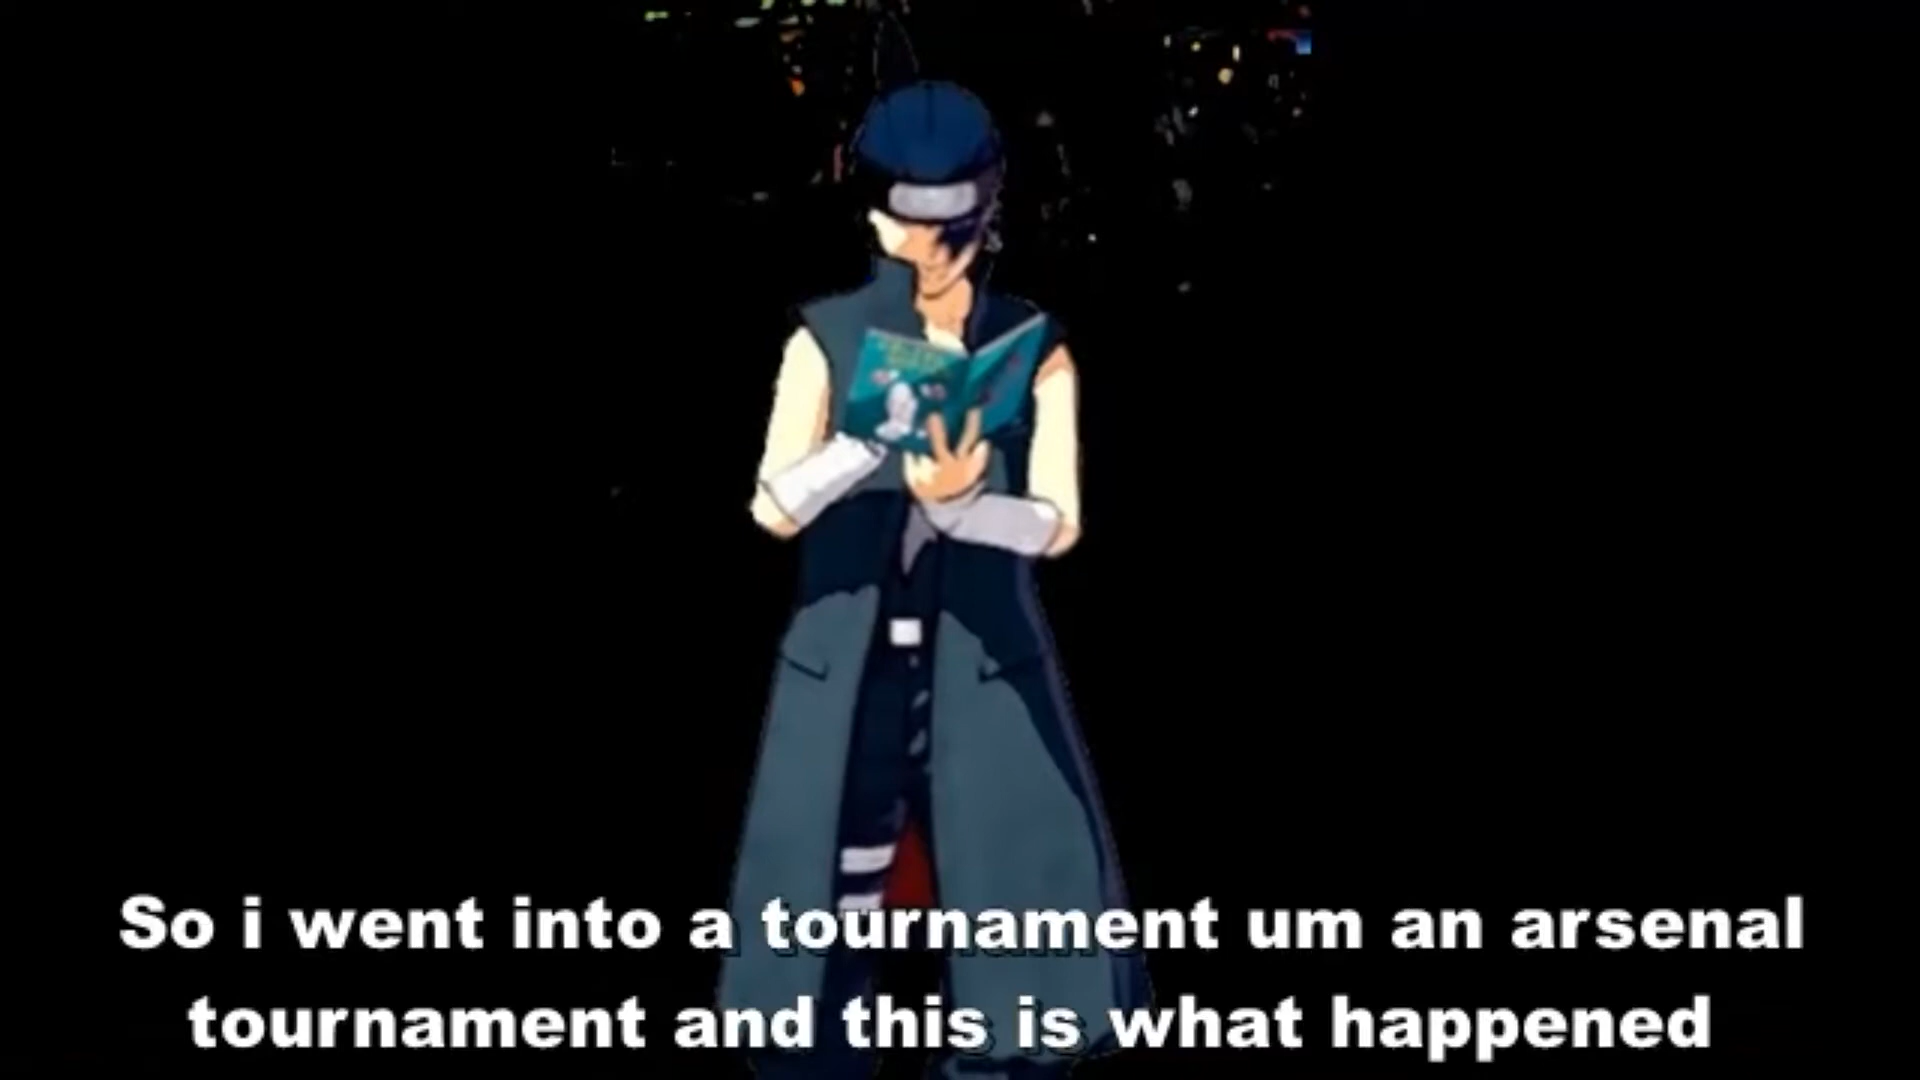 So i went into a tournament um an arsenal
tournament and this is what happened